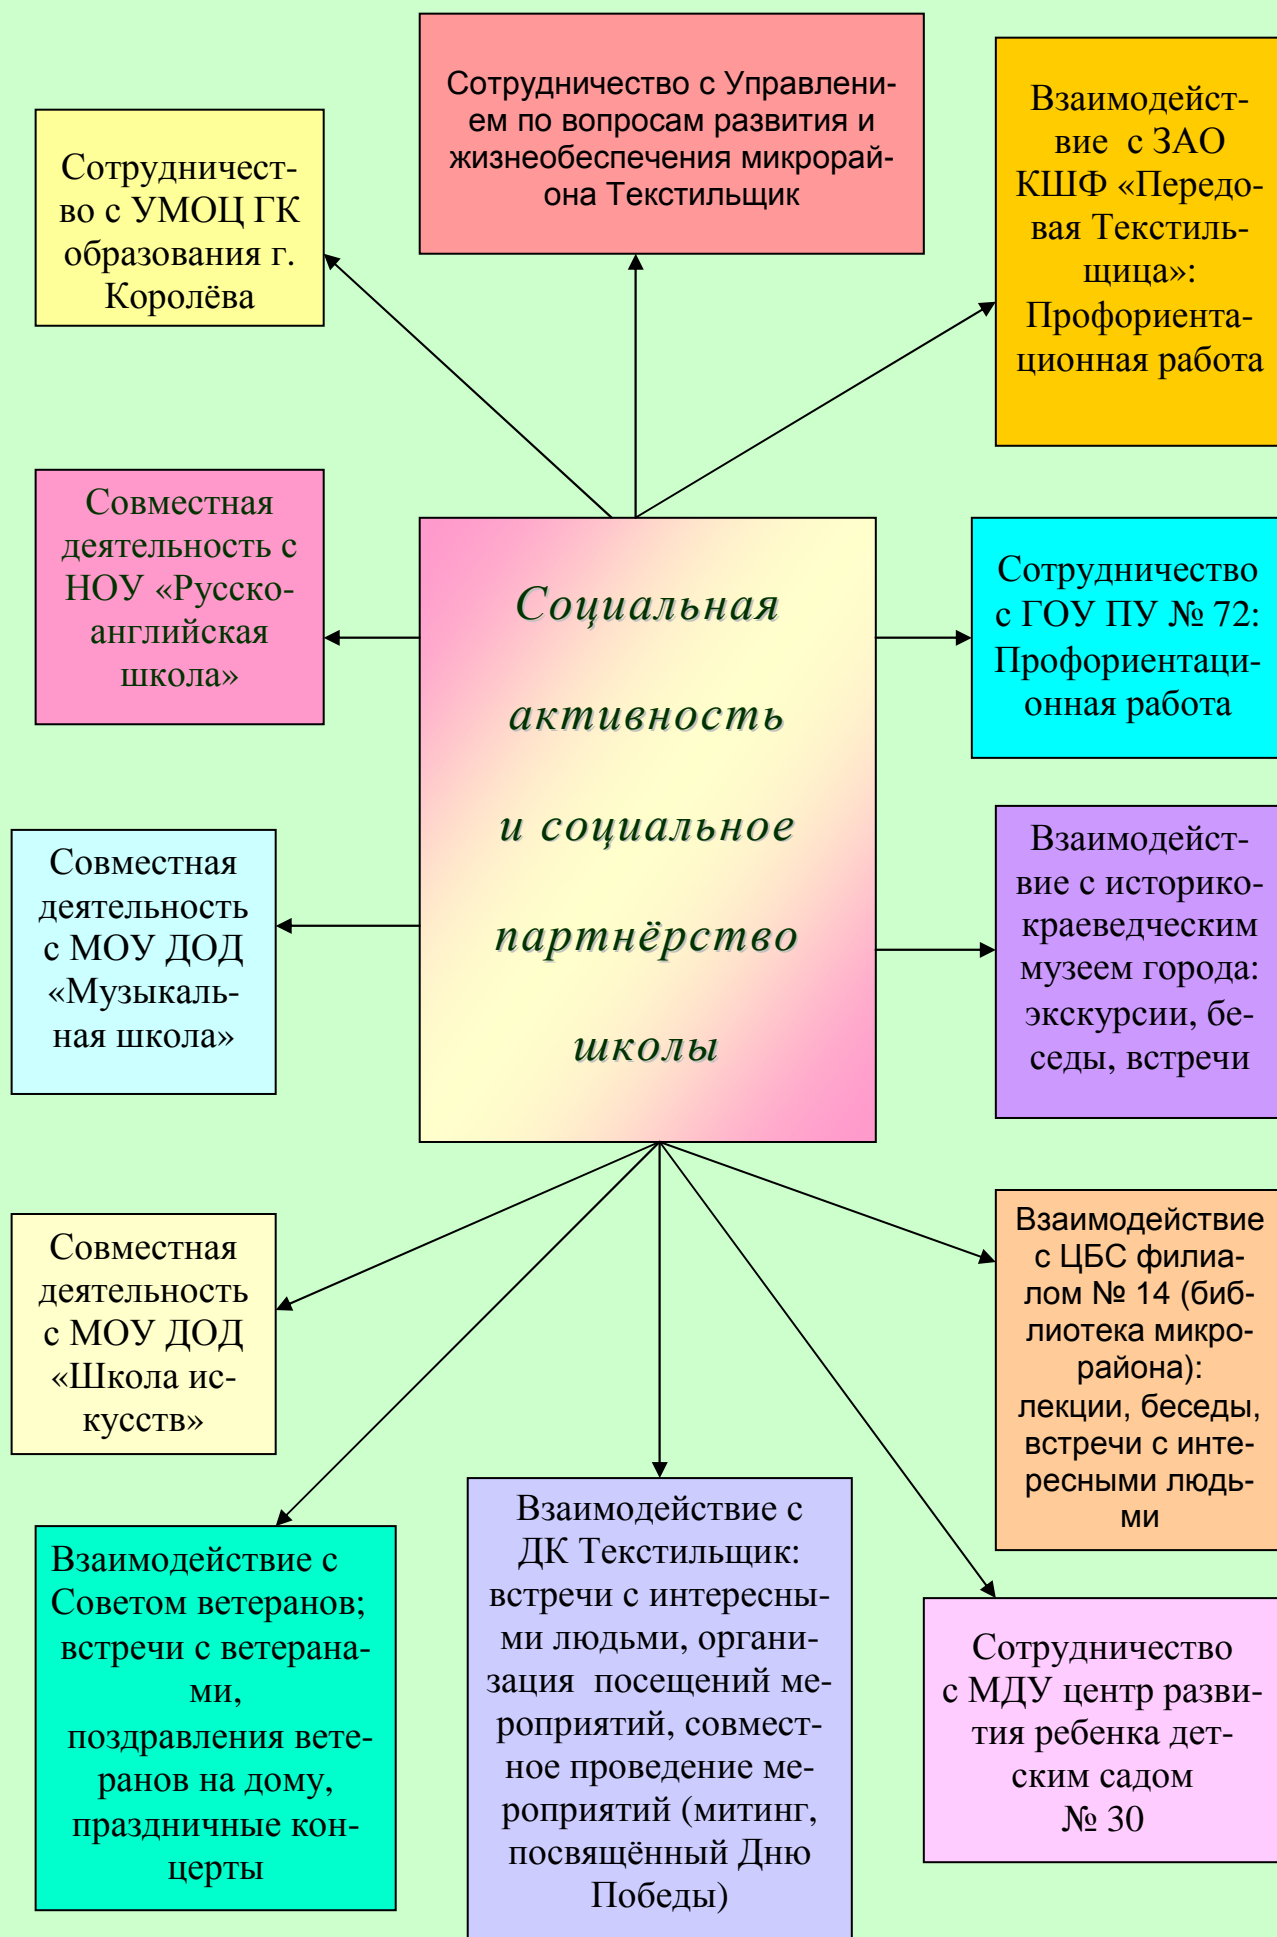 Сотрудничество с Управлени-
ем по вопросам развития и
жизнеобеспечения микрорай-
она Текстильщик
Взаимодейст-
вие с ЗАО
КШФ «Передо-
вая Текстиль-
щица»:
Профориента-
ционная работа
Сотрудничест-
во с УМОЦ ГК
образования г.
Королёва
Совместная
деятельность с
НОУ «Русско-
английская
школа»
Социальная
активность
и социальное
партнёрство
школы
Сотрудничество
с ГОУ ПУ № 72:
Профориентаци-
онная работа
Совместная
деятельность
с МОУ ДОД
«Музыкаль-
ная школа»
Взаимодейст-
вие с историко-
краеведческим
музеем города:
экскурсии, бе-
седы, встречи
Совместная
деятельность
с МОУ ДОД
«Школа ис-
кусств»
Взаимодействие
с ЦБС филиа-
лом № 14 (биб-
лиотека микро-
района):
лекции, беседы,
встречи с инте-
ресными людь-
ми
Взаимодействие с
Советом ветеранов;
встречи с ветерана-
ми,
поздравления вете-
ранов на дому,
праздничные кон-
церты
Взаимодействие с
ДК Текстильщик:
встречи с интересны-
ми людьми, органи-
зация посещений ме-
роприятий, совмест-
ное проведение ме-
роприятий (митинг,
посвящённый Дню
Победы)
Сотрудничество
с МДУ центр разви-
тия ребенка дет-
ским садом
№ 30